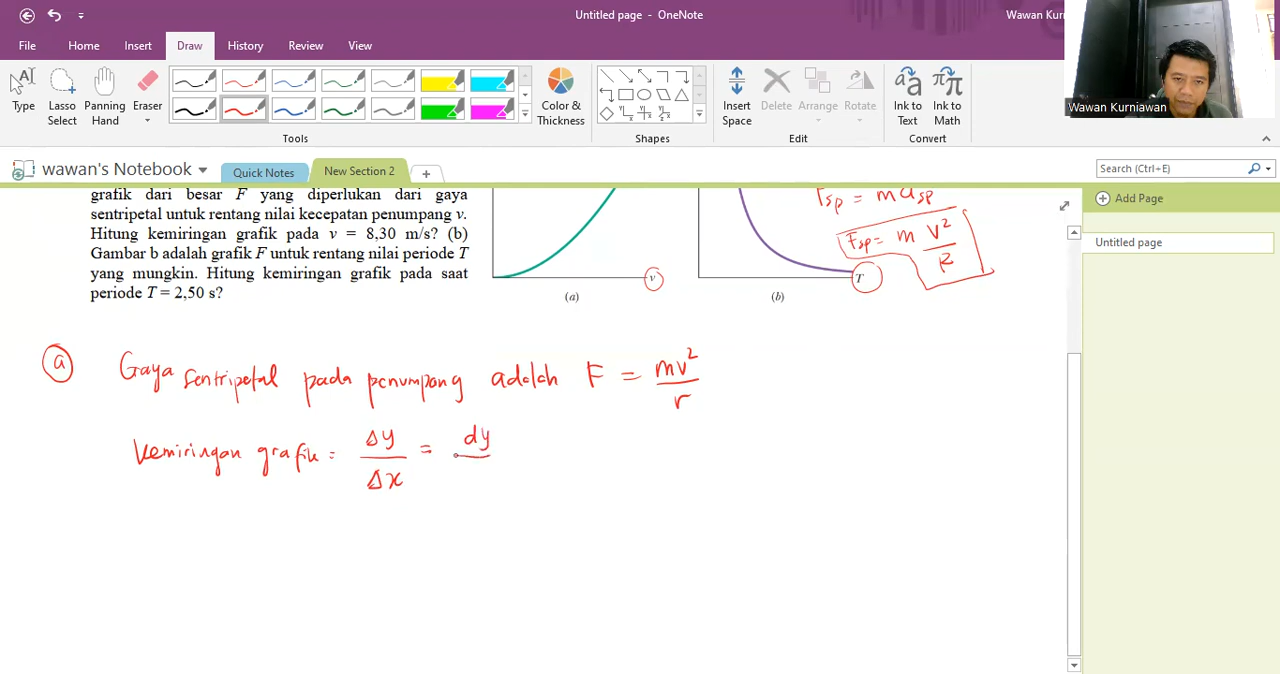 Untitled page - OneNote
Wawan Kurn
File Home Insert Draw History Review View
Type
Lasso Select
Panning Hand
Eraser
Color & Thickness
Insert Space
Delete
Arrange
Rotate
Ink to Text
Ink to Math
Tools
Shapes
Edit
Convert
Wawan Kurniawan
wawan's Notebook
Quick Notes
New Section 2
Search (Ctrl+E)
Add Page
Untitled page
grafik dari besar F yang diperlukan dari gaya
sentripetal untuk rentang nilai kecepatan penumpang v.
Hitung kemiringan grafik pada v = 8,30 m/s? (b)
Gambar b adalah grafik F untuk rentang nilai periode T
yang mungkin. Hitung kemiringan grafik pada saat
periode T = 2,50 s?
v
(a)
T
(b)
Fsp = m asp
Fsp = m v²/R
a Gaya sentripetal pada penumpang adalah F = mv²/r
Kemiringan grafik = Δy/Δx = dy